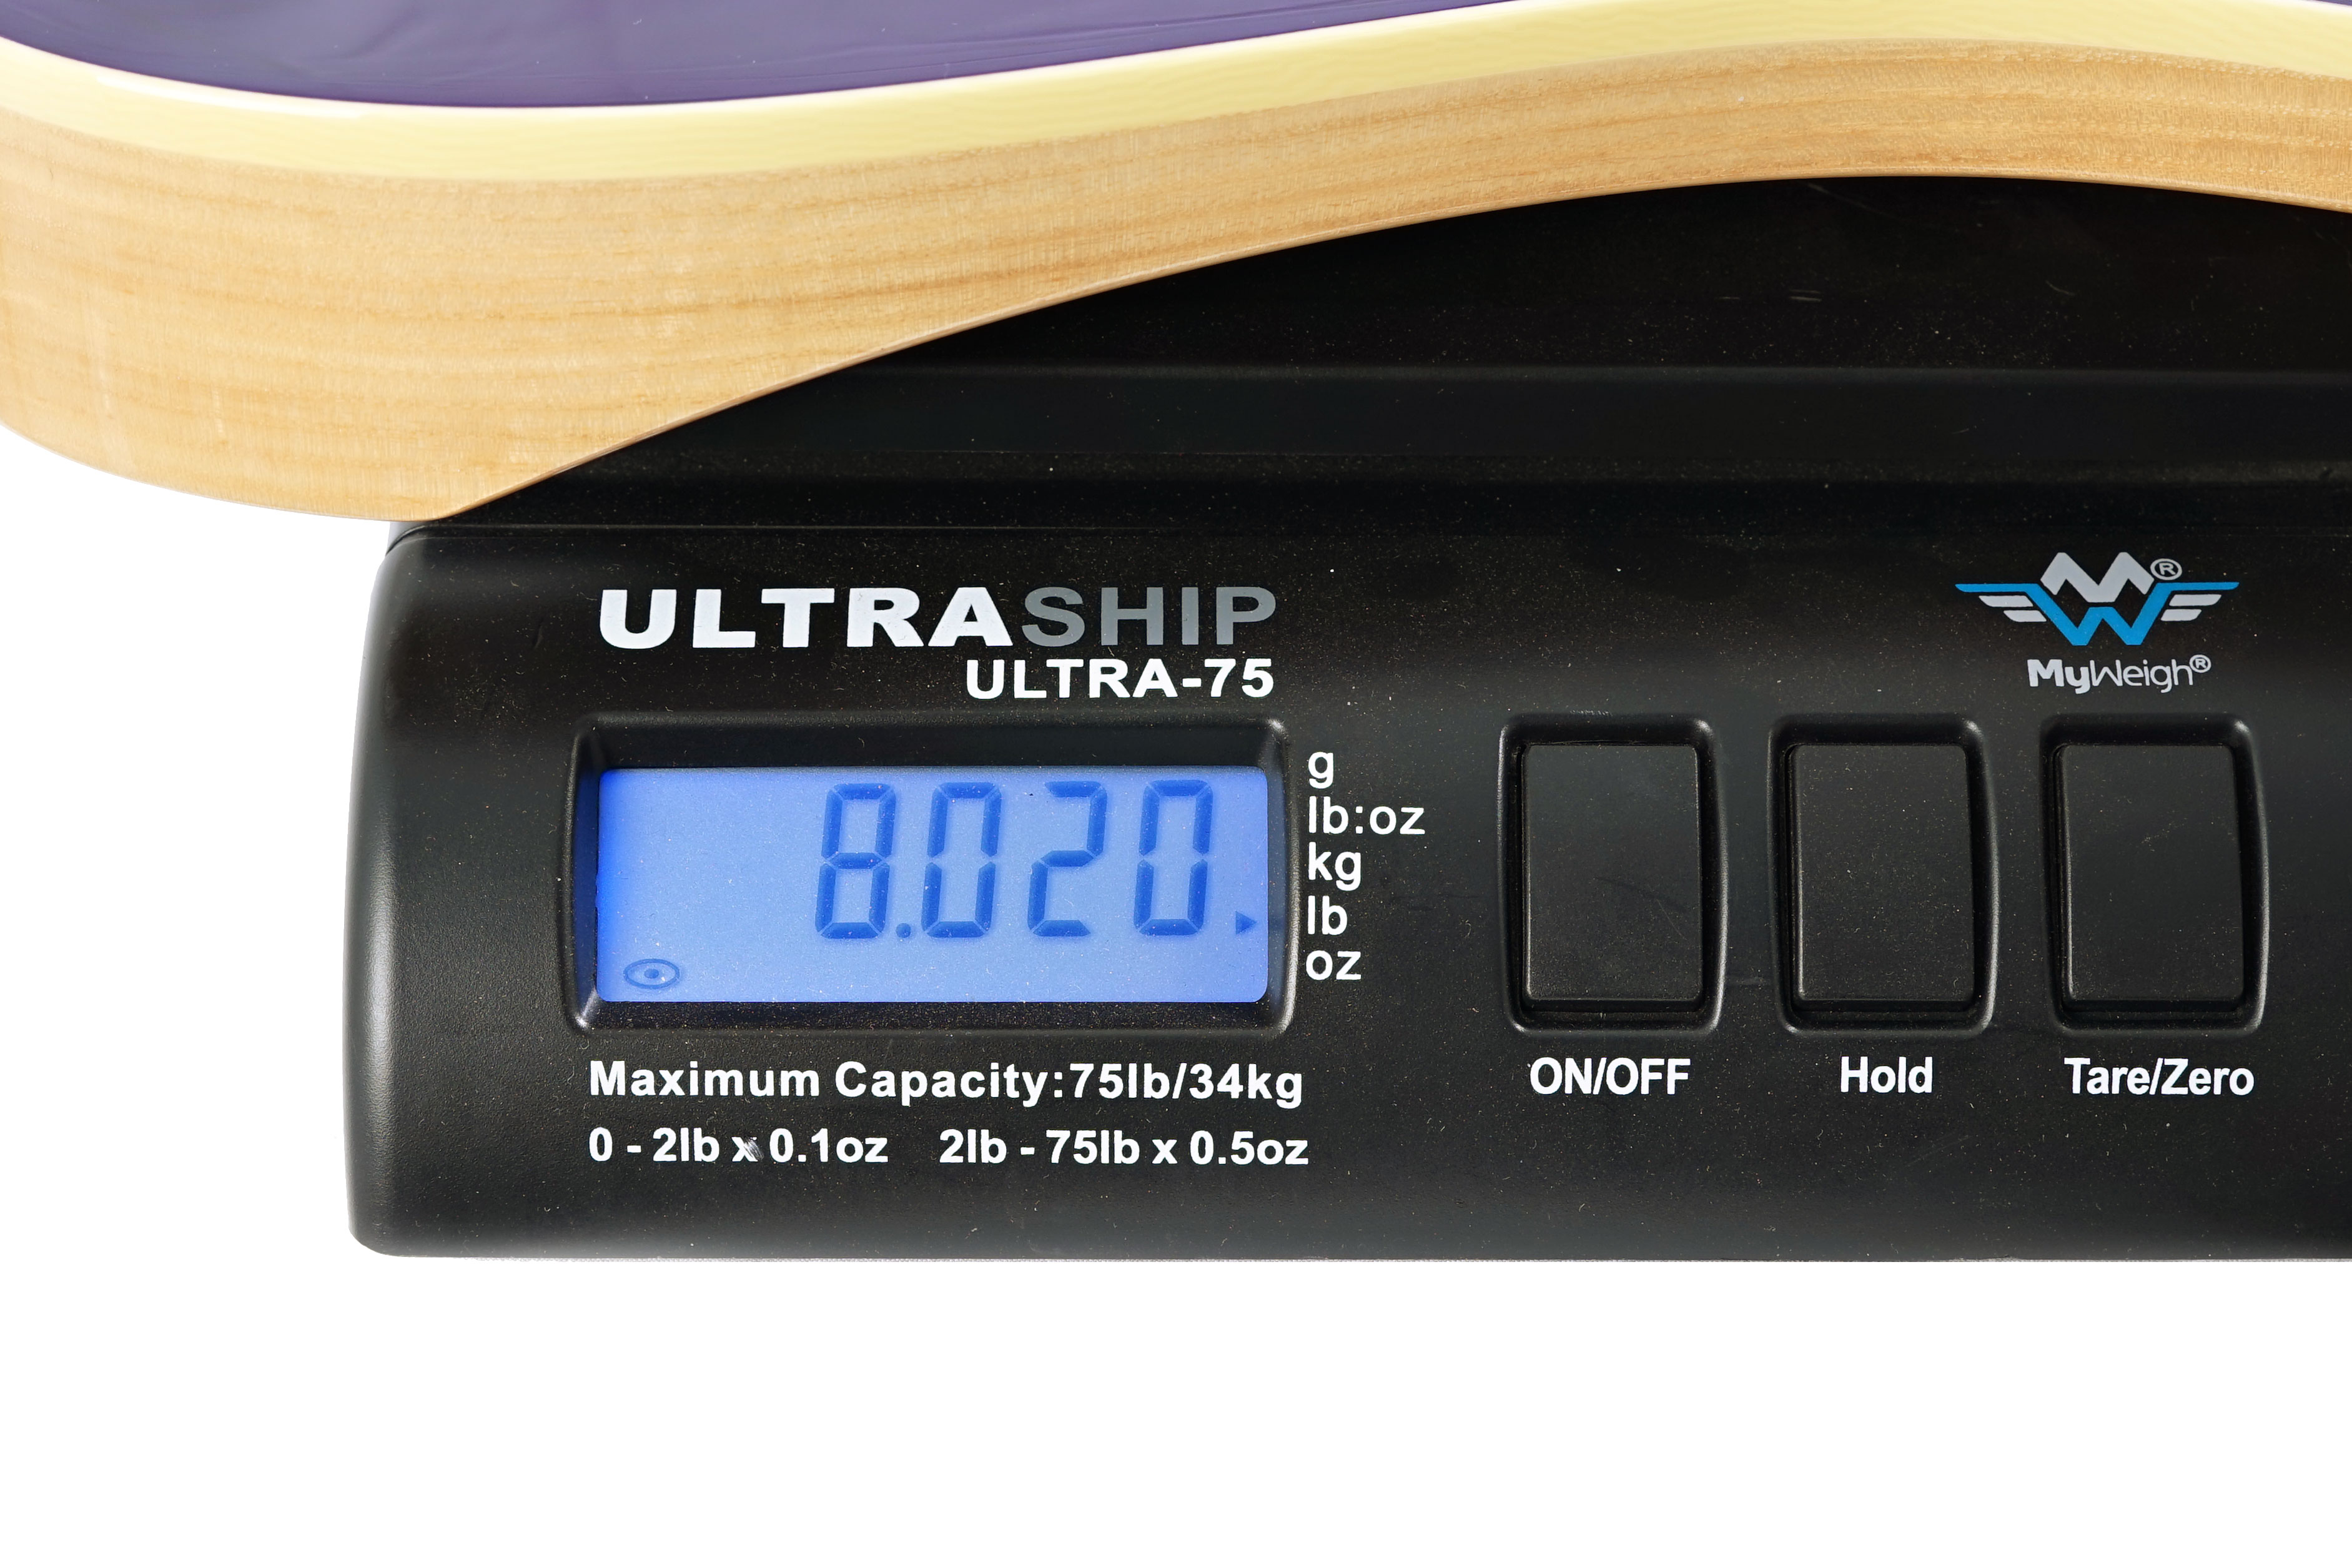 ULTRASHIP
ULTRA-75
MW®
MyWeigh®
8.020
g
lb:oz
kg
lb
oz
Maximum Capacity:75lb/34kg
0 - 2lb x 0.1oz 2lb - 75lb x 0.5oz
ON/OFF
Hold
Tare/Zero